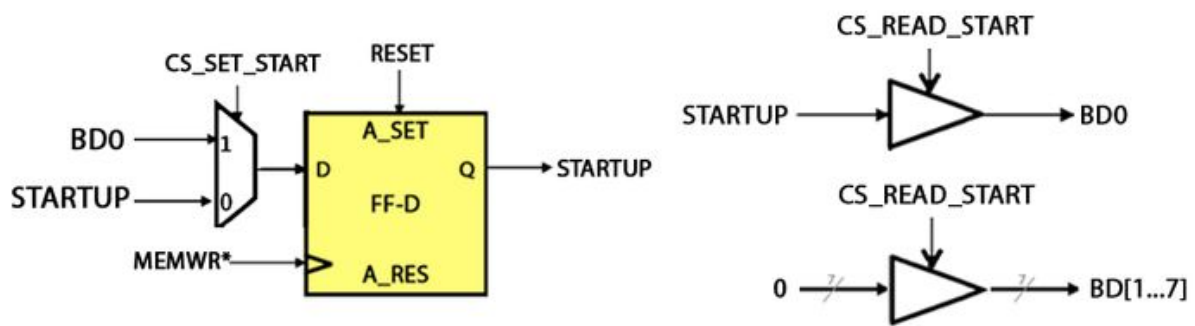 CS_SET_START
RESET
BD0
1
STARTUP
0
A_SET
D
Q
FF-D
A_RES
MEMWR*
STARTUP
CS_READ_START
STARTUP
BD0
CS_READ_START
0
7
7
BD[1...7]